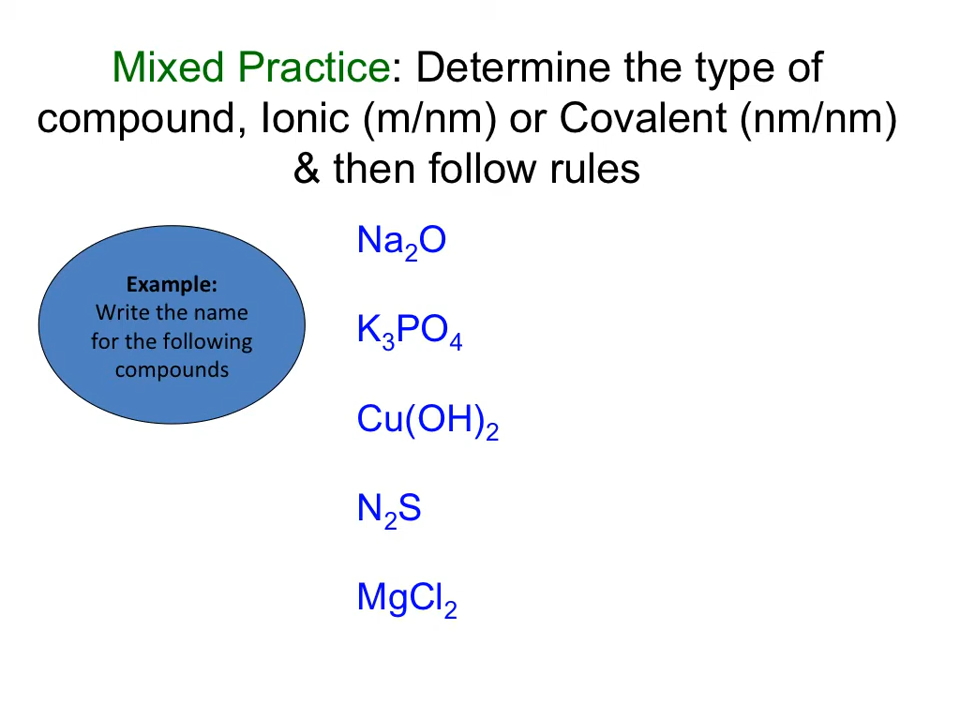 Mixed Practice: Determine the type of
compound, Ionic (m/nm) or Covalent (nm/nm)
& then follow rules
Example:
Write the name
for the following
compounds
Na₂O
K₃PO₄
Cu(OH)₂
N₂S
MgCl₂